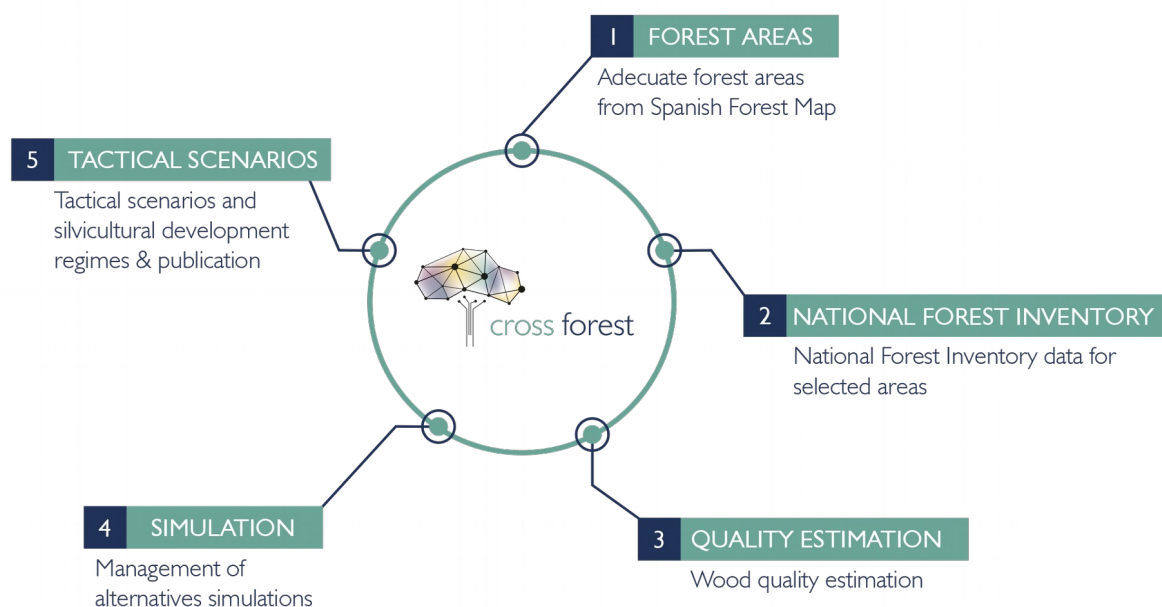 1 FOREST AREAS
Adecuate forest areas
from Spanish Forest Map
2 NATIONAL FOREST INVENTORY
National Forest Inventory data for
selected areas
3 QUALITY ESTIMATION
Wood quality estimation
4 SIMULATION
Management of
alternatives simulations
5 TACTICAL SCENARIOS
Tactical scenarios and
silvicultural development
regimes & publication
cross forest